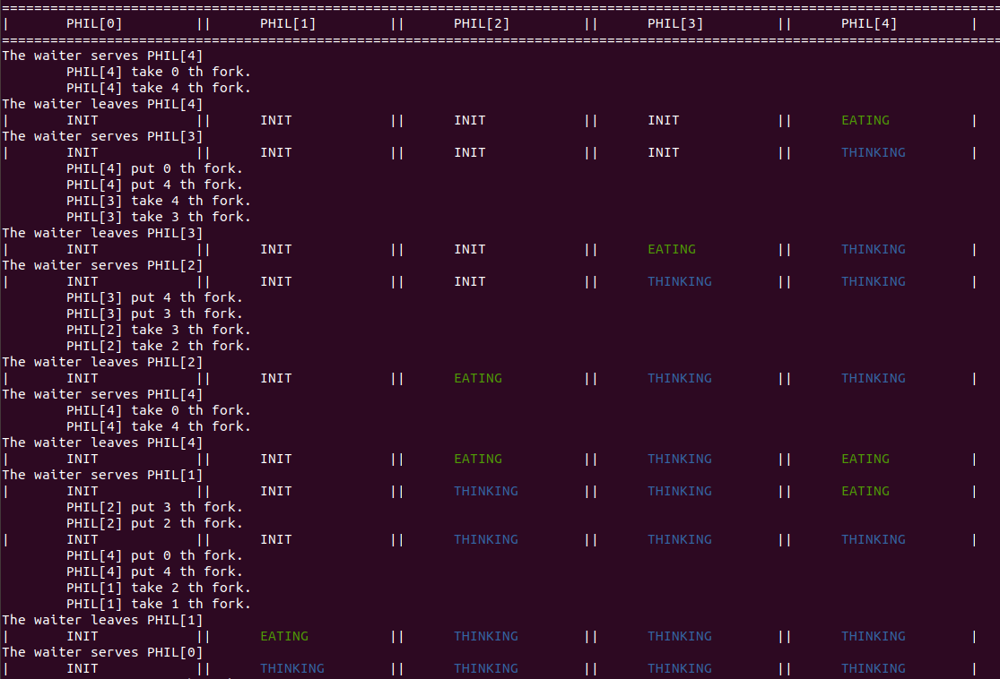 ============================================================================================================================
|       PHIL[0]         ||      PHIL[1]         ||      PHIL[2]         ||      PHIL[3]         ||      PHIL[4]         |
============================================================================================================================
The waiter serves PHIL[4]
        PHIL[4] take 0 th fork.
        PHIL[4] take 4 th fork.
The waiter leaves PHIL[4]
|       INIT            ||      INIT            ||      INIT            ||      INIT            ||      EATING          |
The waiter serves PHIL[3]
|       INIT            ||      INIT            ||      INIT            ||      INIT            ||      THINKING        |
        PHIL[4] put 0 th fork.
        PHIL[4] put 4 th fork.
        PHIL[3] take 4 th fork.
        PHIL[3] take 3 th fork.
The waiter leaves PHIL[3]
|       INIT            ||      INIT            ||      INIT            ||      EATING          ||      THINKING        |
The waiter serves PHIL[2]
|       INIT            ||      INIT            ||      INIT            ||      THINKING        ||      THINKING        |
        PHIL[3] put 4 th fork.
        PHIL[3] put 3 th fork.
        PHIL[2] take 3 th fork.
        PHIL[2] take 2 th fork.
The waiter leaves PHIL[2]
|       INIT            ||      INIT            ||      EATING          ||      THINKING        ||      THINKING        |
The waiter serves PHIL[4]
        PHIL[4] take 0 th fork.
        PHIL[4] take 4 th fork.
The waiter leaves PHIL[4]
|       INIT            ||      INIT            ||      EATING          ||      THINKING        ||      EATING          |
The waiter serves PHIL[1]
|       INIT            ||      INIT            ||      THINKING        ||      THINKING        ||      EATING          |
        PHIL[2] put 3 th fork.
        PHIL[2] put 2 th fork.
|       INIT            ||      INIT            ||      THINKING        ||      THINKING        ||      THINKING        |
        PHIL[4] put 0 th fork.
        PHIL[4] put 4 th fork.
        PHIL[1] take 2 th fork.
        PHIL[1] take 1 th fork.
The waiter leaves PHIL[1]
|       INIT            ||      EATING          ||      THINKING        ||      THINKING        ||      THINKING        |
The waiter serves PHIL[0]
|       INIT            ||      THINKING        ||      THINKING        ||      THINKING        ||      THINKING        |